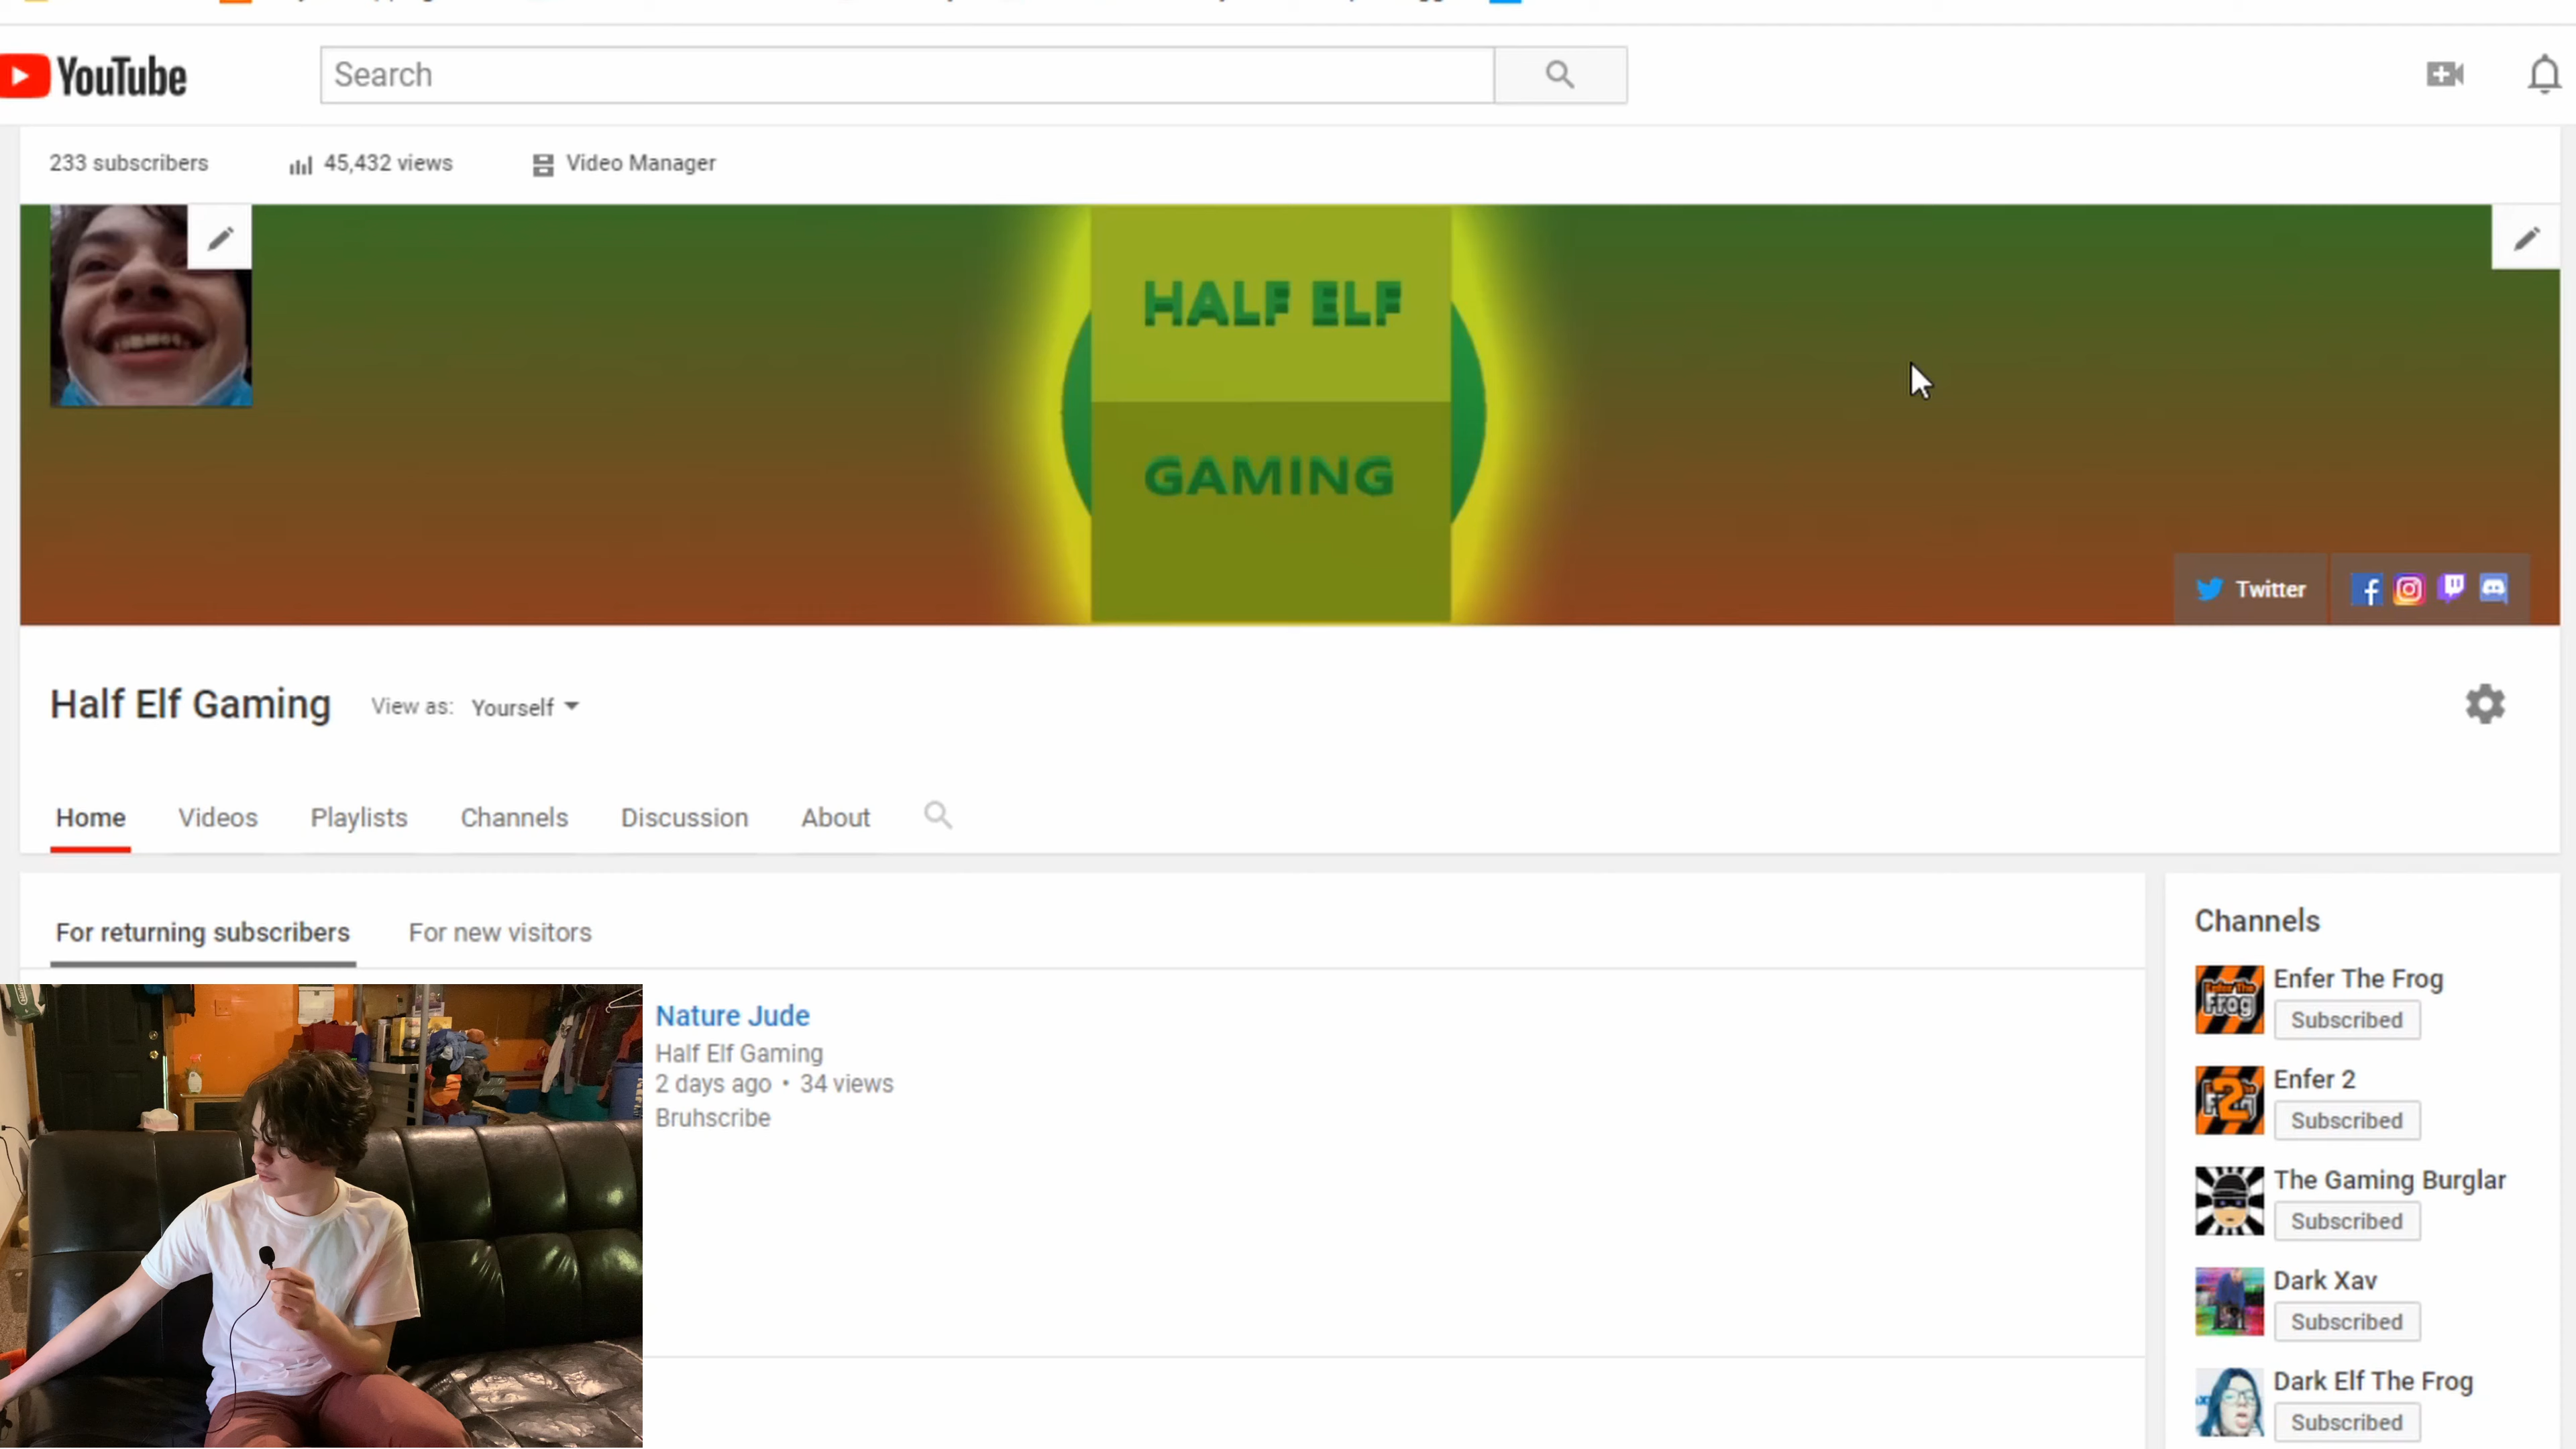 YouTube
Search
233 subscribers 45,432 views Video Manager
HALF ELF
GAMING
Twitter
Half Elf Gaming View as: Yourself
Home Videos Playlists Channels Discussion About
For returning subscribers For new visitors
Nature Jude
Half Elf Gaming
2 days ago • 34 views
Bruhscribe
Channels
Enfer The Frog
Subscribed
Enfer 2
Subscribed
The Gaming Burglar
Subscribed
Dark Xav
Subscribed
Dark Elf The Frog
Subscribed